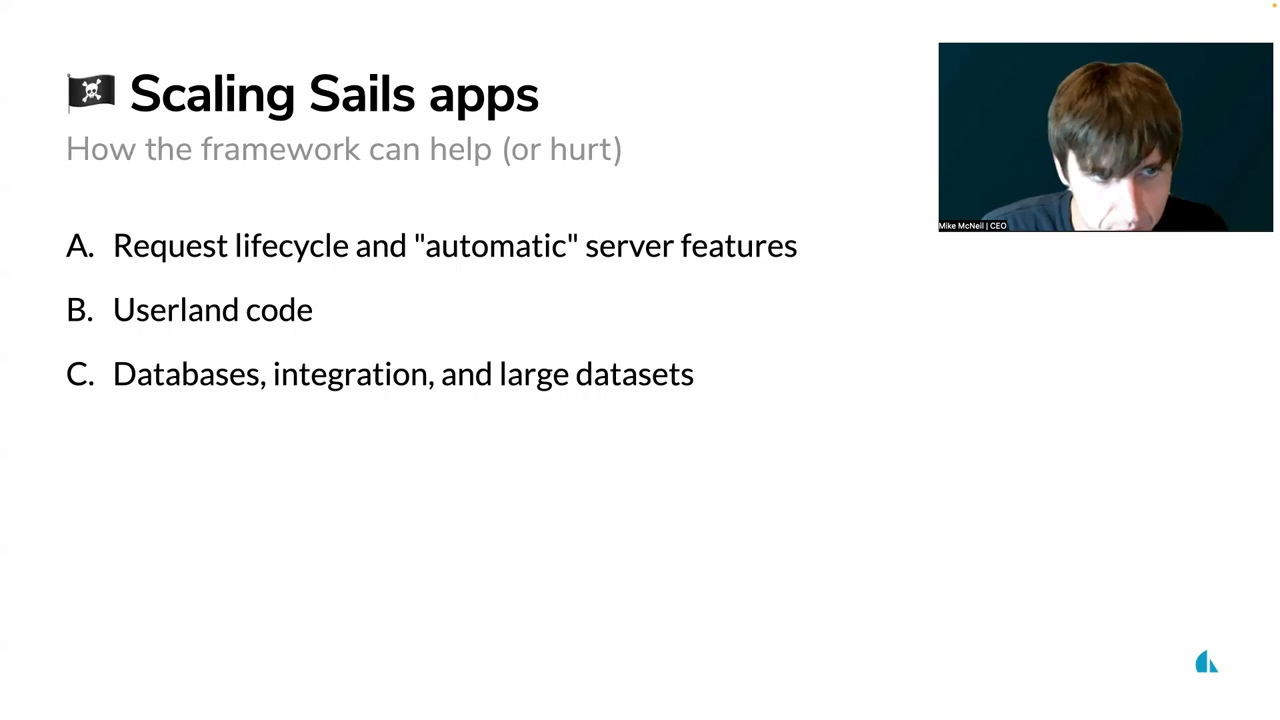 Scaling Sails apps
How the framework can help (or hurt)
Mike McNeil | CEO
A. Request lifecycle and "automatic" server features
B. Userland code
C. Databases, integration, and large datasets